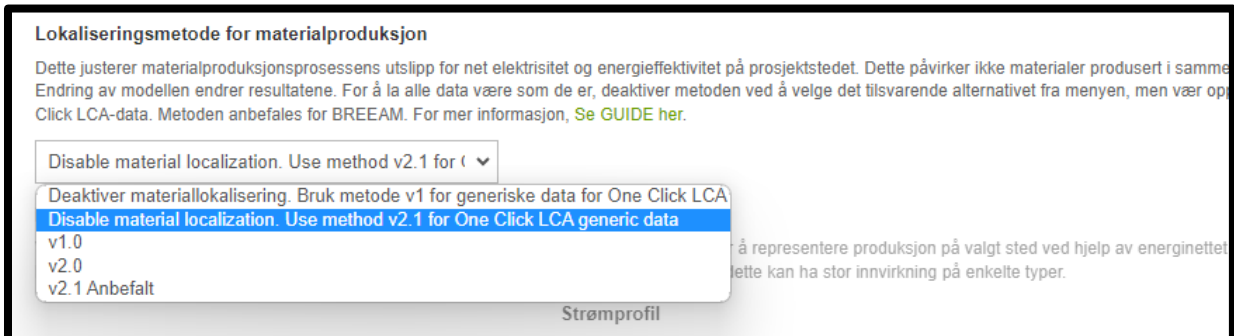 Lokaliseringsmetode for materialproduksjon
Dette justerer materialproduksjonsprosessens utslipp for net elektrisitet og energieffektivitet på prosjektstedet. Dette påvirker ikke materialer produsert i samme
Endring av modellen endrer resultatene. For å la alle data være som de er, deaktiver metoden ved å velge det tilsvarende alternativet fra menyen, men vær opp
Click LCA-data. Metoden anbefales for BREEAM. For mer informasjon, Se GUIDE her.
Disable material localization. Use method v2.1 for (
Deaktiver materiallokalisering. Bruk metode v1 for generiske data for One Click LCA
Disable material localization. Use method v2.1 for One Click LCA generic data
v1.0
å representere produksjon på valgt sted ved hjelp av energinettet
v2.0
dette kan ha stor innvirkning på enkelte typer.
v2.1 Anbefalt
Strømprofil